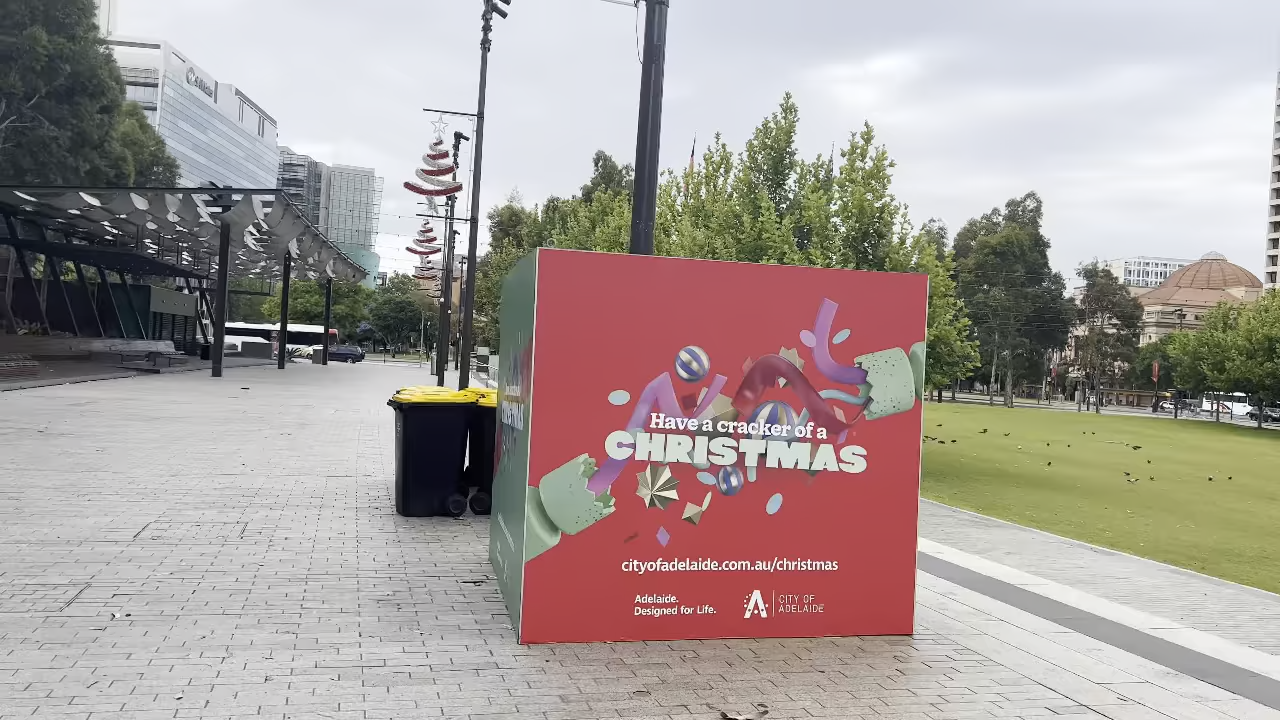 Have a cracker of a
CHRISTMAS
cityofadelaide.com.au/christmas
Adelaide.
Designed for Life.
CITY OF
ADELAIDE